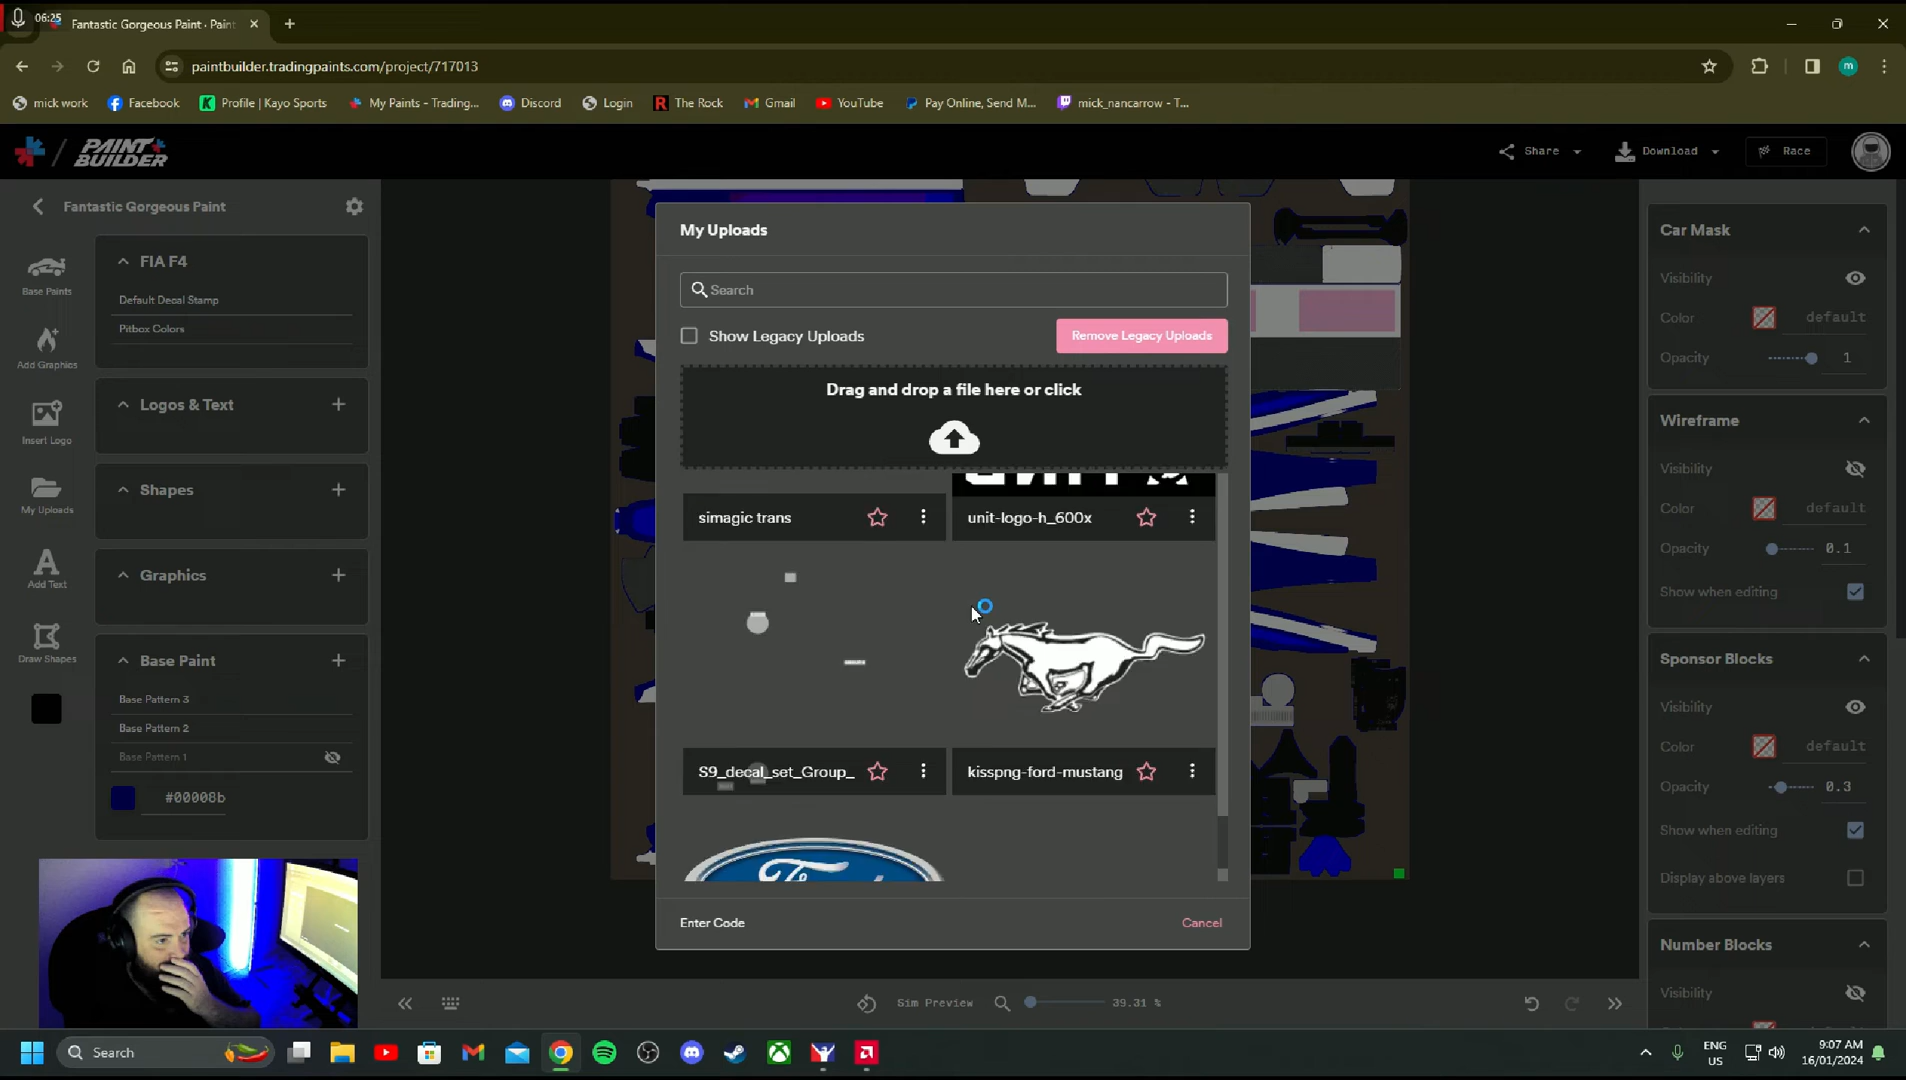 06:25
Fantastic Gorgeous Paint · Paint
paintbuilder.tradingpaints.com/project/717013
mick work
Facebook
Profile | Kayo Sports
My Paints - Trading...
Discord
Login
The Rock
Gmail
YouTube
Pay Online, Send M...
mick_nancarrow - T...
PAINT
BUILDER
Share
Download
Race
Fantastic Gorgeous Paint
Base Paints
Add Graphics
Insert Logo
My Uploads
Add Text
Draw Shapes
FIA F4
Default Decal Stamp
Pitbox Colors
Logos & Text
Shapes
Graphics
Base Paint
Base Pattern 3
Base Pattern 2
Base Pattern 1
#00008b
My Uploads
Search
Show Legacy Uploads
Remove Legacy Uploads
Drag and drop a file here or click
simagic trans
unit-logo-h_600x
S9_decal_set_Group_
kisspng-ford-mustang
Enter Code
Cancel
Car Mask
Visibility
Color
default
Opacity
1
Wireframe
Visibility
Color
default
Opacity
0.1
Show when editing
Sponsor Blocks
Visibility
Color
default
Opacity
0.3
Show when editing
Display above layers
Number Blocks
Visibility
Sim Preview
39.31 %
Search
ENG
US
9:07 AM
16/01/2024